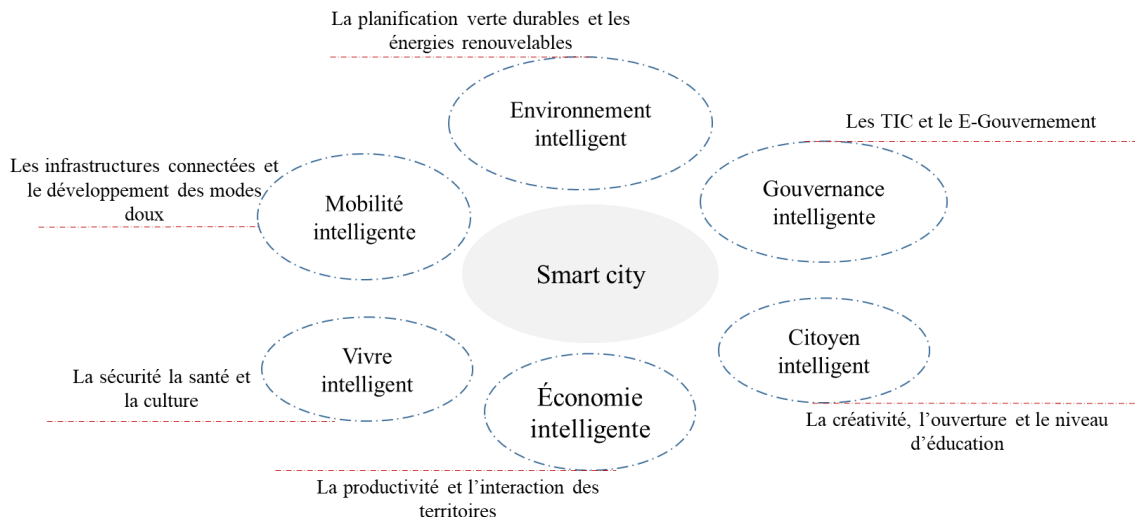 La planification verte durables et les
énergies renouvelables
Environnement
intelligent
Les TIC et le E-Gouvernement
Gouvernance
intelligente
Les infrastructures connectées et
le développement des modes
doux
Mobilité
intelligente
Smart city
Citoyen
intelligent
La créativité, l’ouverture et le niveau
d’éducation
Vivre
intelligent
La sécurité la santé et
la culture
Économie
intelligente
La productivité et l’interaction des
territoires